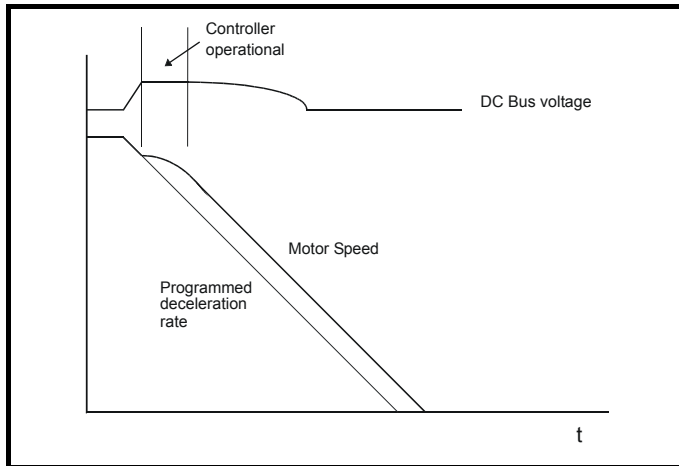 Controller
operational
DC Bus voltage
Motor Speed
Programmed
deceleration
rate
t